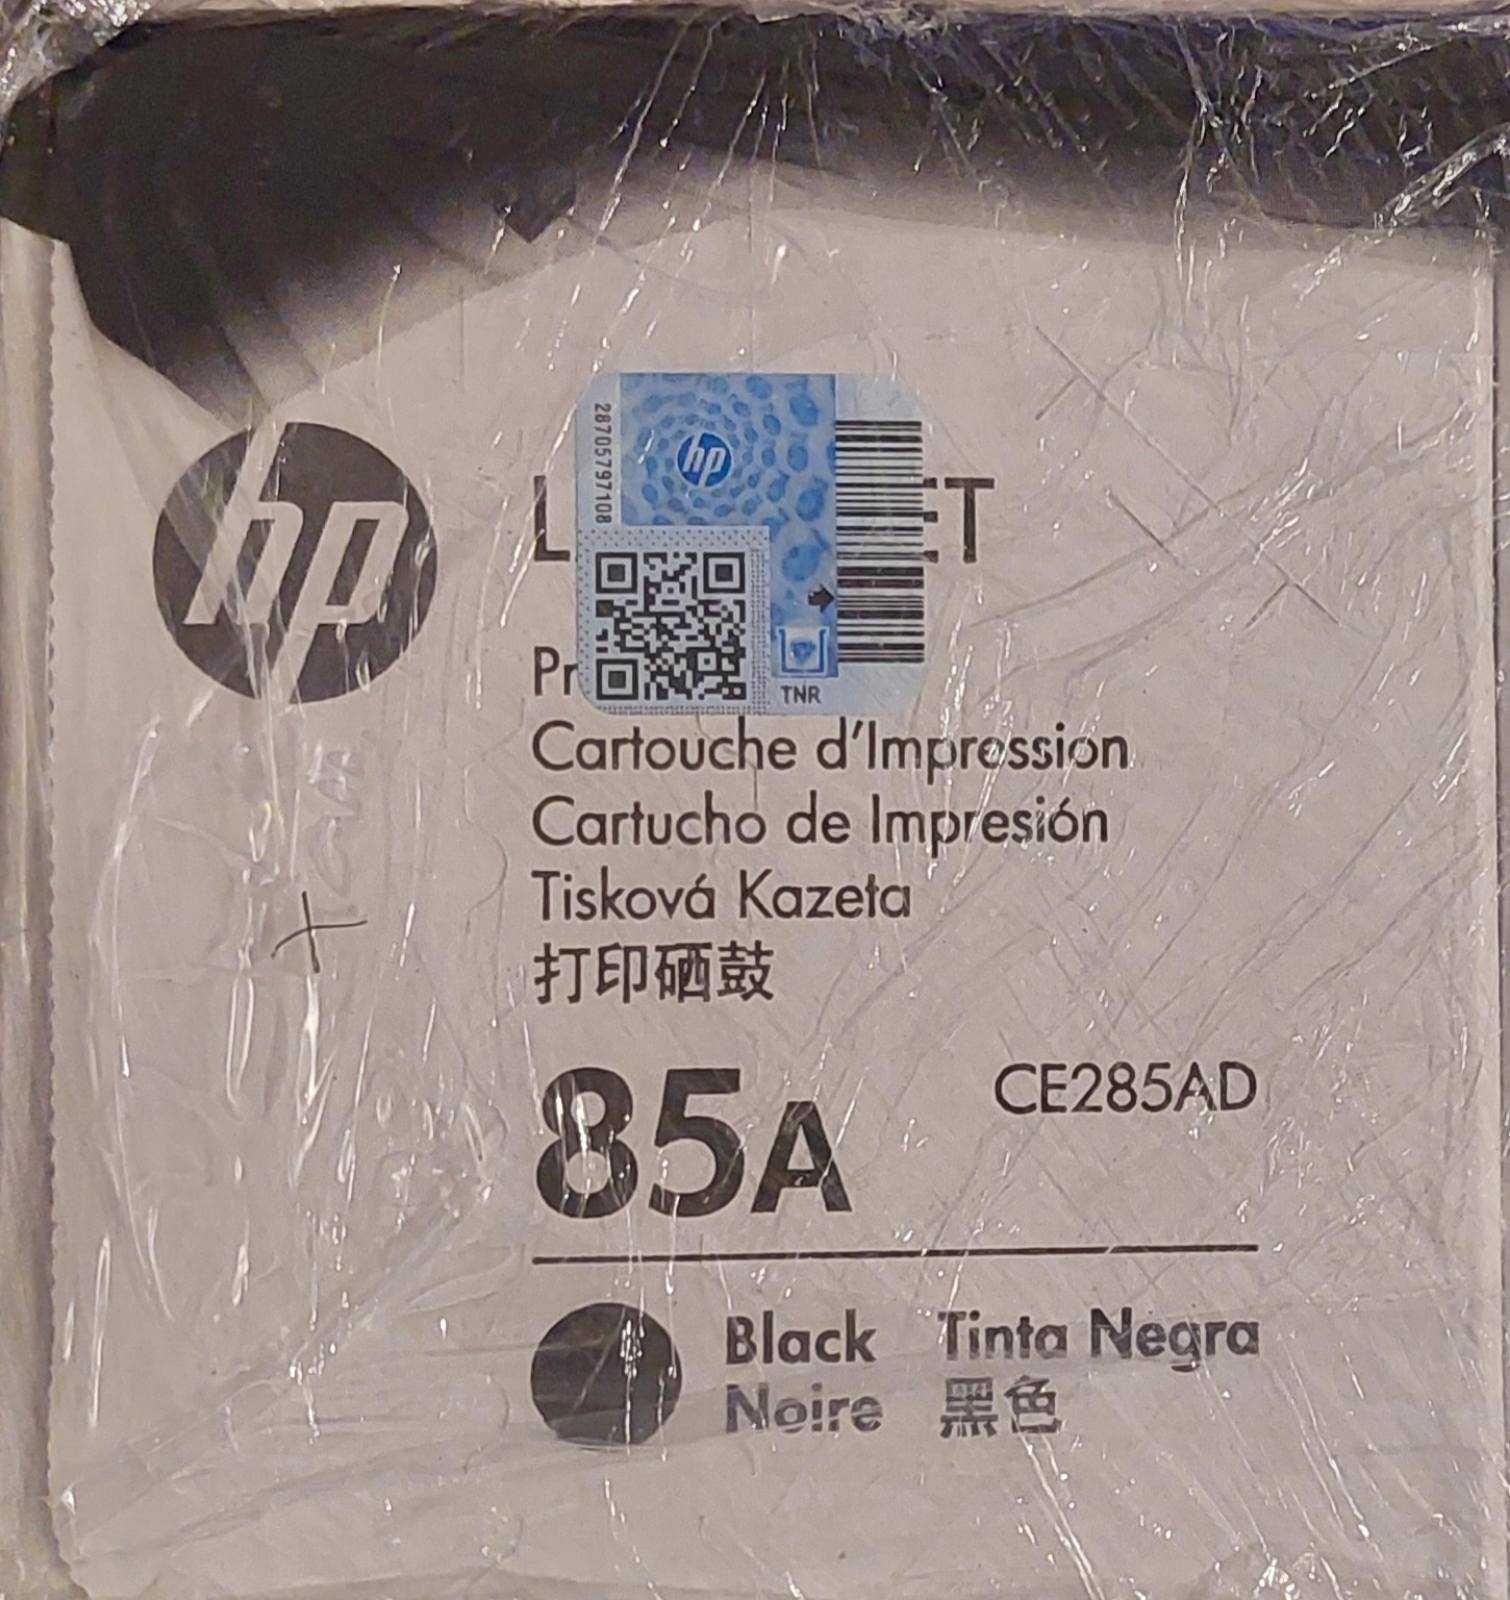 hp
28705797108
hp
TNR
Cartouche d'Impression
Cartucho de Impresión
Tisková Kazeta
打印硒鼓
85A
CE285AD
Black Tinta Negra
Noire 黑色